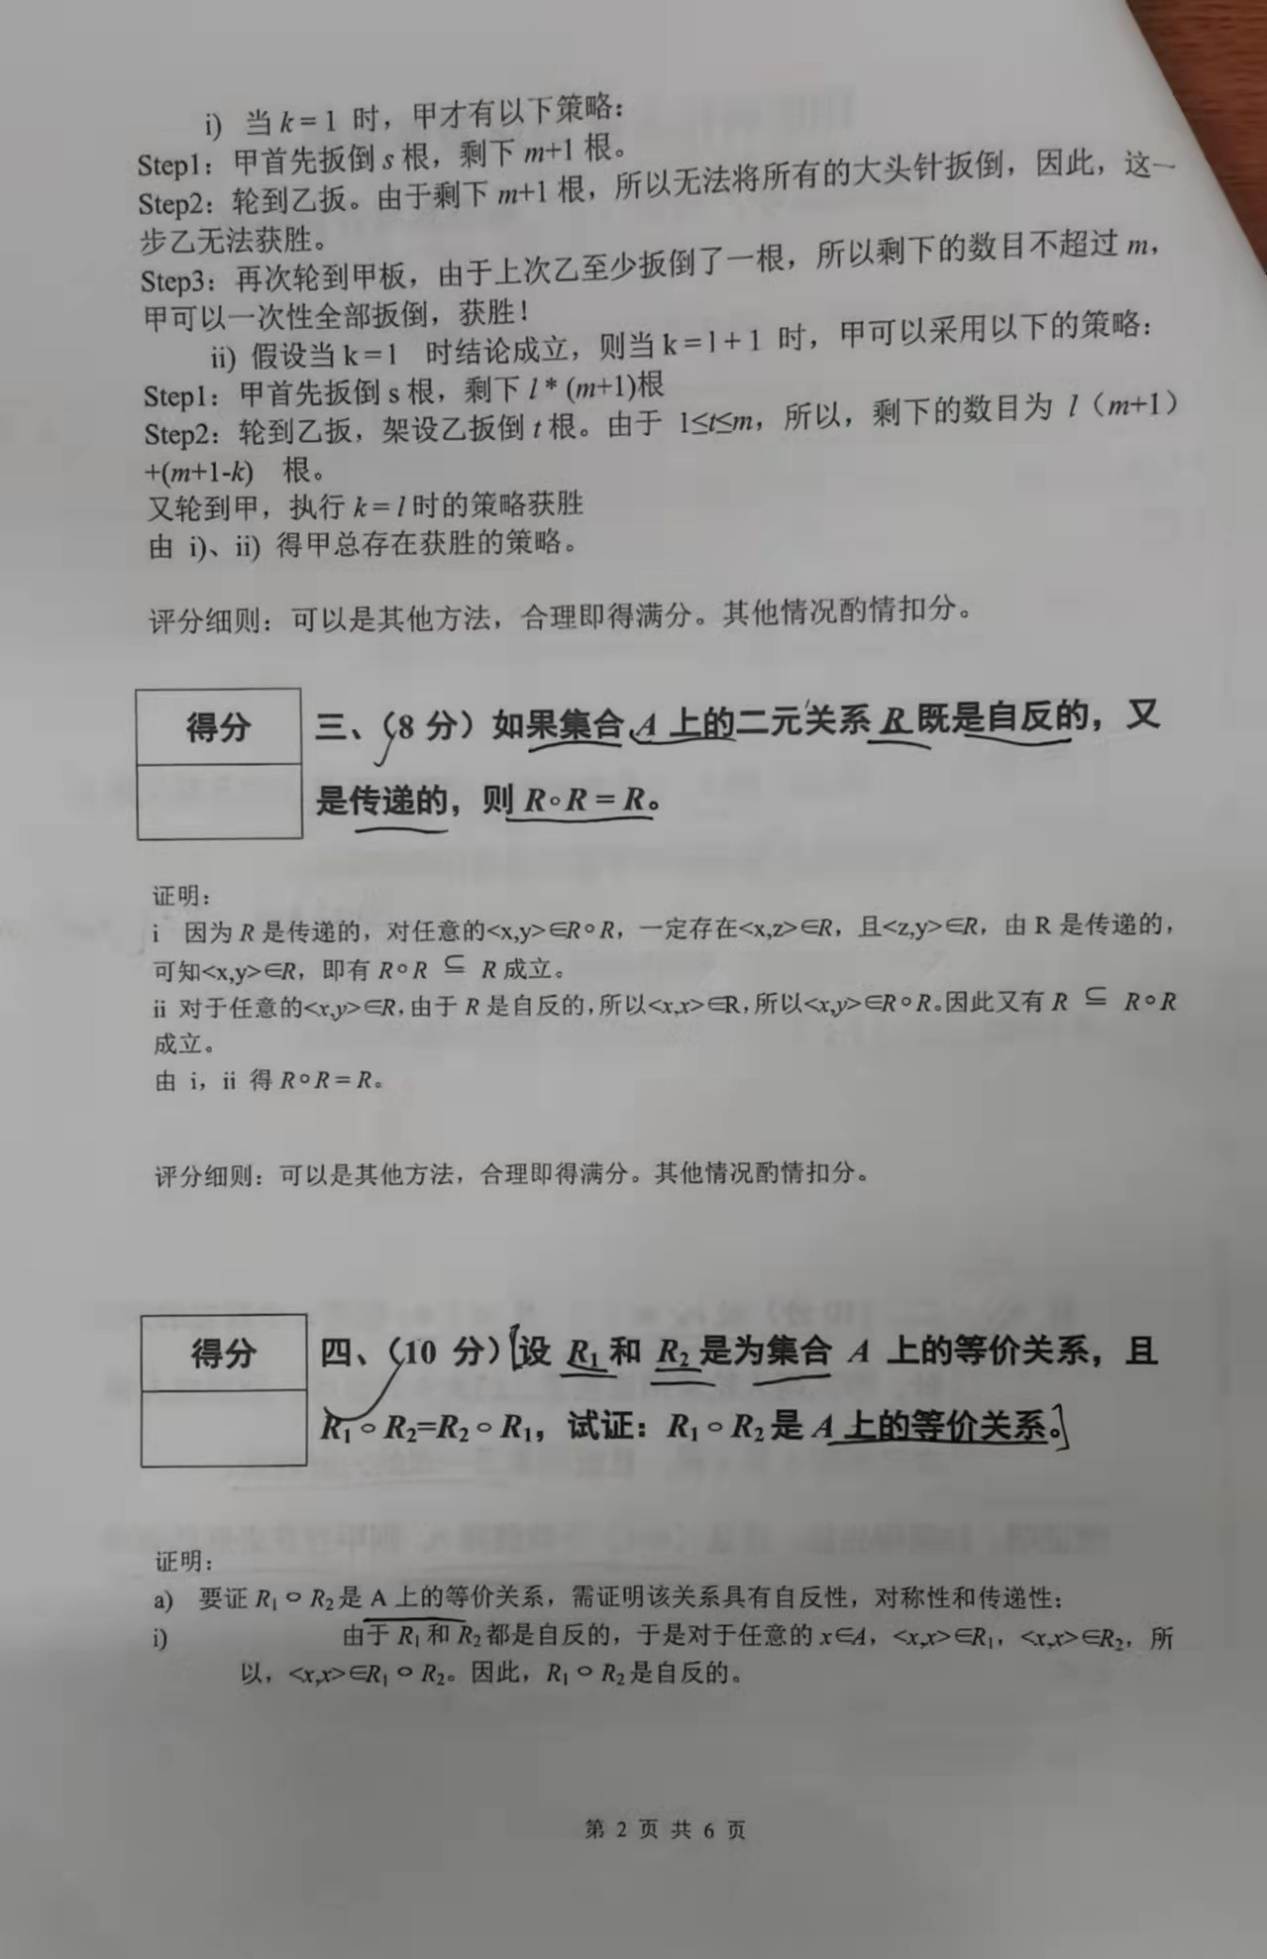 i) 当 k = 1 时，甲才有以下策略：
Step1：甲首先扳倒 s 根，剩下 m+1 根。
Step2：轮到乙扳。由于剩下 m+1 根，所以无法将所有的大头针扳倒，因此，这一
步乙无法获胜。
Step3：再次轮到甲板，由于上次乙至少扳倒了一根，所以剩下的数目不超过 m，
甲可以一次性全部扳倒，获胜！
ii) 假设当 k = l 时结论成立，则当 k = l + 1 时，甲可以采用以下的策略：
Step1：甲首先扳倒 s 根，剩下 l * (m+1)根
Step2：轮到乙扳，架设乙扳倒 t 根。由于 1≤t≤m，所以，剩下的数目为 l（m+1）
+(m+1-k) 根。
又轮到甲，执行 k = l 时的策略获胜
由 i)、ii) 得甲总存在获胜的策略。
评分细则：可以是其他方法，合理即得满分。其他情况酌情扣分。
得分
三、（8 分）如果集合 A 上的二元关系 R 既是自反的，又
是传递的，则 R∘R = R。
证明：
i 因为 R 是传递的，对任意的<x,y>∈R∘R，一定存在<x,z>∈R，且<z,y>∈R，由 R 是传递的，
可知<x,y>∈R，即有 R∘R ⊆ R 成立。
ii 对于任意的<x,y>∈R，由于 R 是自反的，所以<x,x>∈R，所以<x,y>∈R∘R。因此又有 R ⊆ R∘R
成立。
由 i，ii 得 R∘R = R。
评分细则：可以是其他方法，合理即得满分。其他情况酌情扣分。
得分
四、（10 分）[设 R₁ 和 R₂ 是为集合 A 上的等价关系，且
R₁∘R₂=R₂∘R₁，试证：R₁∘R₂ 是 A 上的等价关系。]
证明：
a) 要证 R₁∘R₂ 是 A 上的等价关系，需证明该关系具有自反性，对称性和传递性：
i) 由于 R₁ 和 R₂ 都是自反的，于是对于任意的 x∈A，<x,x>∈R₁，<x,x>∈R₂，所
以，<x,x>∈R₁∘R₂。因此，R₁∘R₂ 是自反的。
第 2 页 共 6 页